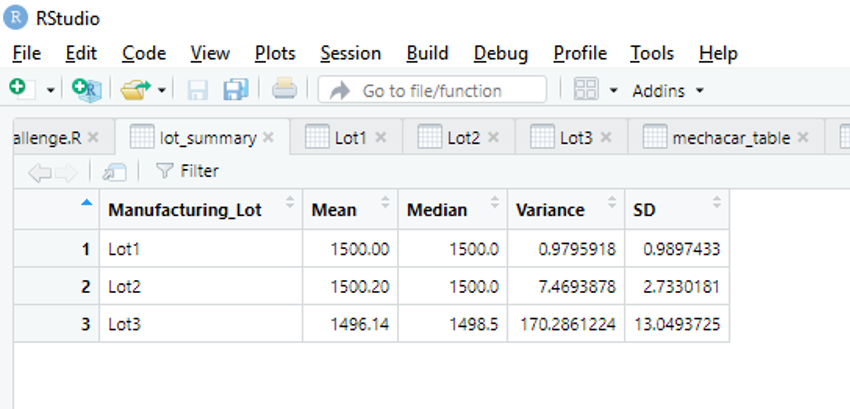 RStudio
File Edit Code View Plots Session Build Debug Profile Tools Help
Go to file/function Addins
allenge.R lot_summary Lot1 Lot2 Lot3 mechacar_table
Filter
Manufacturing_Lot Mean Median Variance SD
1 Lot1 1500.00 1500.0 0.9795918 0.9897433
2 Lot2 1500.20 1500.0 7.4693878 2.7330181
3 Lot3 1496.14 1498.5 170.2861224 13.0493725